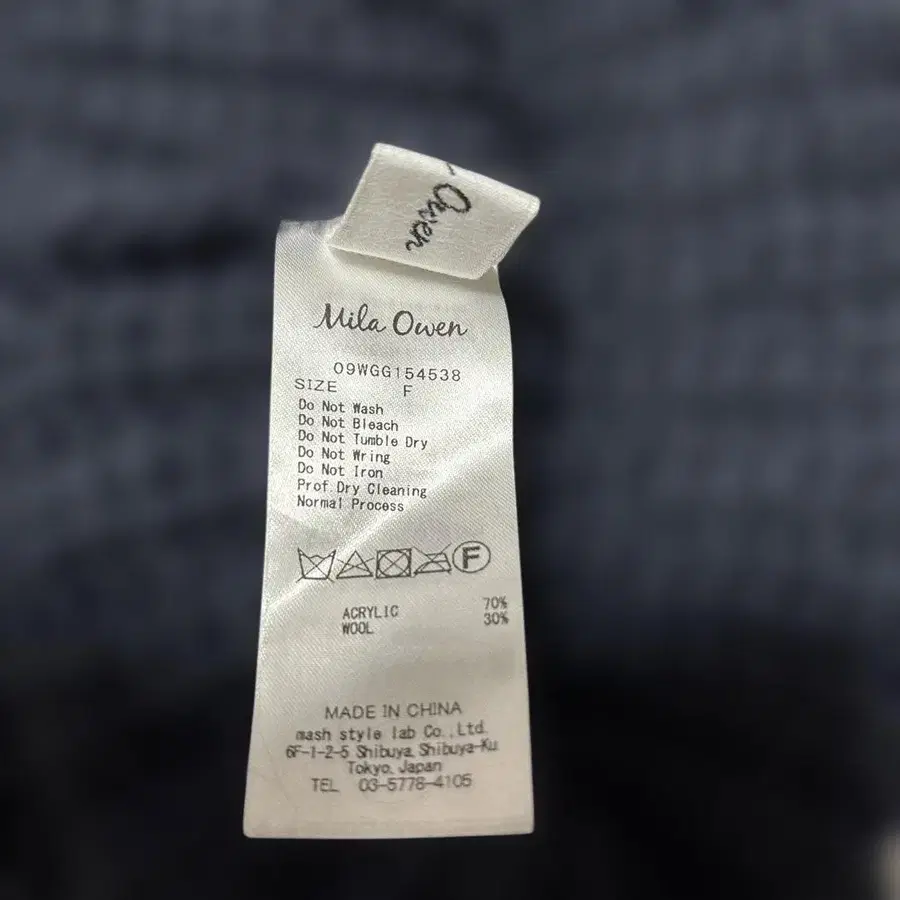 Owen
Mila Owen
09WGG154538
SIZE F
Do Not Wash
Do Not Bleach
Do Not Tumble Dry
Do Not Wring
Do Not Iron
Prof Dry Cleaning
Normal Process
F
ACRYLIC 70%
WOOL 30%
MADE IN CHINA
mash style lab Co.,Ltd.
6F-1-2-5 Shibuya, Shibuya-Ku
Tokyo, Japan
TEL 03-5778-4105